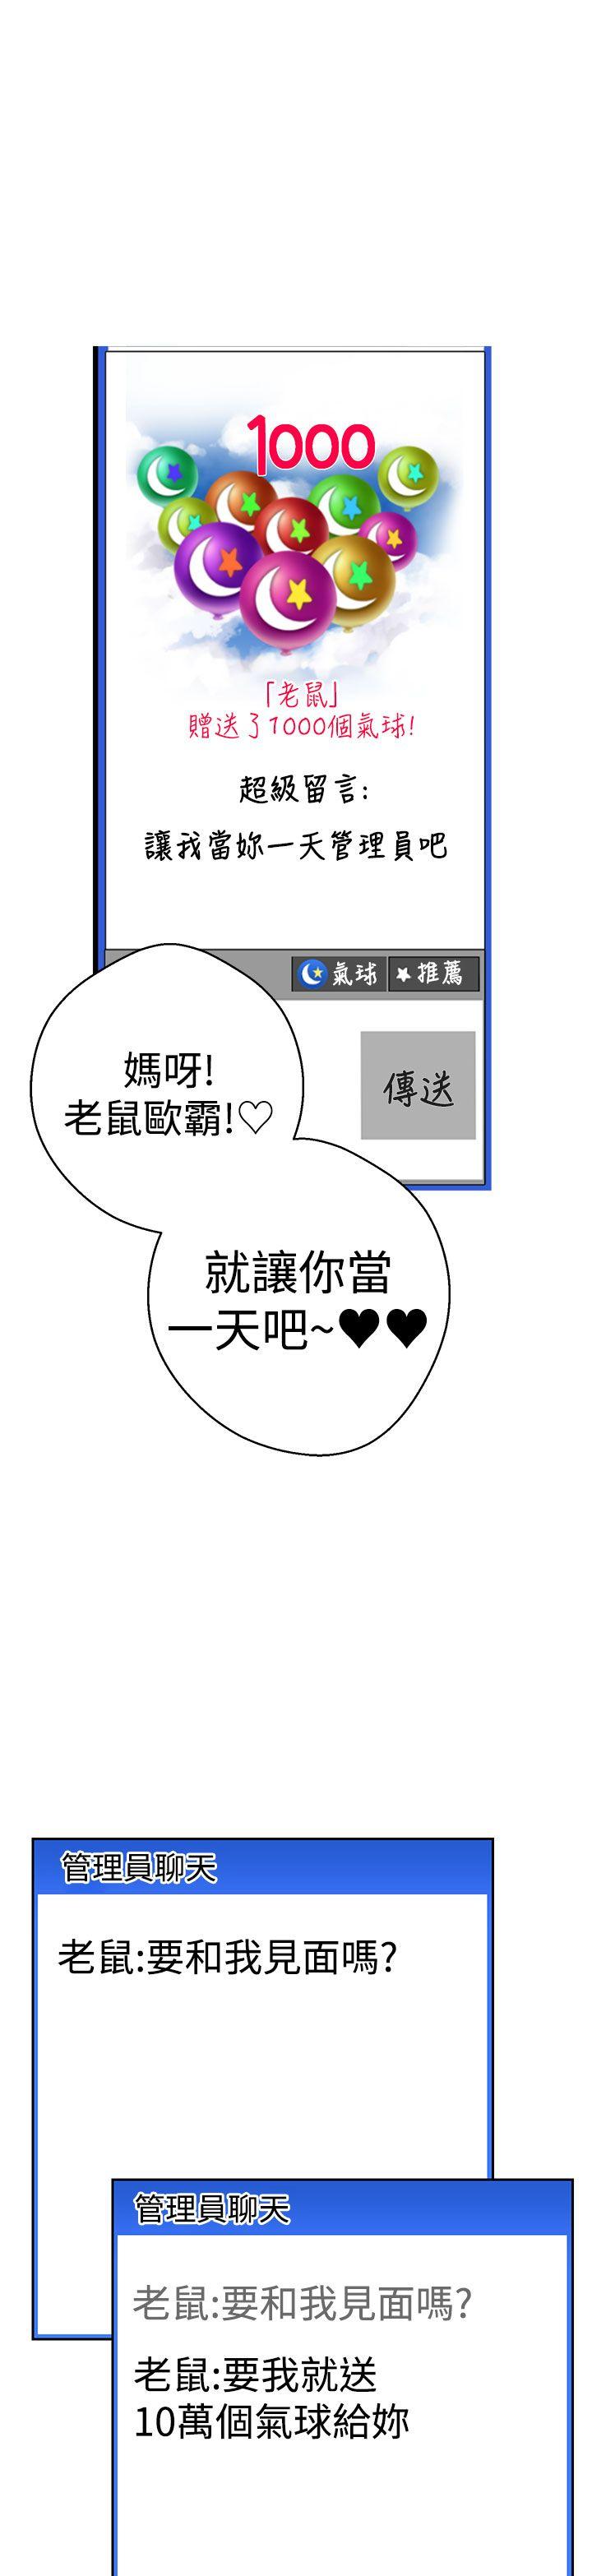 1000
「老鼠」
贈送了1000個氣球!
超級留言:
讓我當妳一天管理員吧
氣球 推薦
傳送
媽呀!
老鼠歐霸!♡
就讓你當
一天吧~♥♥
管理員聊天
老鼠:要和我見面嗎?
管理員聊天
老鼠:要和我見面嗎?
老鼠:要我就送
10萬個氣球給妳